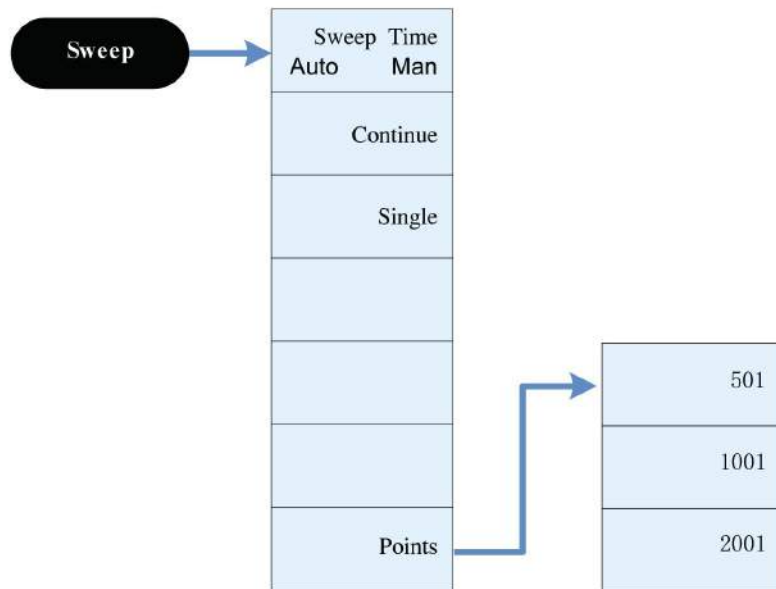 Sweep
Sweep Time
Auto Man
Continue
Single
Points
501
1001
2001